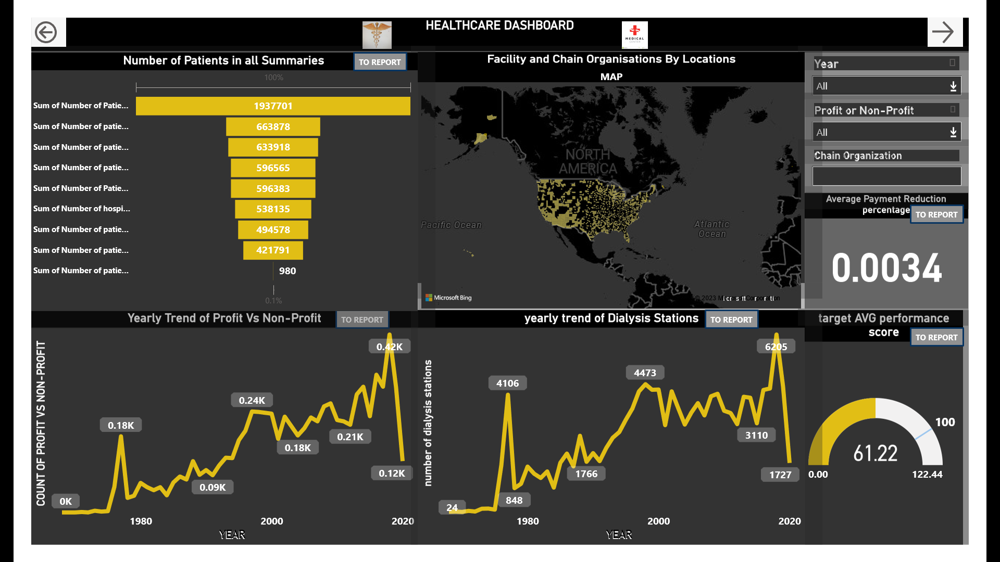 HEALTHCARE DASHBOARD
MEDICAL
CENTER
Number of Patients in all Summaries
TO REPORT
100%
Sum of Number of Patie...
1937701
Sum of Number of patie...
663878
Sum of Number of patie...
633918
Sum of Number of patie...
596565
Sum of Number of Patie...
596383
Sum of Number of hospi...
538135
Sum of Number of patie...
494578
Sum of Number of patie...
421791
Sum of Number of patie...
980
0.1%
Facility and Chain Organisations By Locations
MAP
NORTH
AMERICA
Pacific Ocean
Atlantic
Ocean
Microsoft Bing
© 2023 Microsoft Corporation
Year
All
Profit or Non-Profit
All
Chain Organization
Average Payment Reduction
percentage
TO REPORT
0.0034
Yearly Trend of Profit Vs Non-Profit
TO REPORT
COUNT OF PROFIT VS NON-PROFIT
0K
0.18K
0.09K
0.24K
0.18K
0.21K
0.42K
0.12K
1980
2000
2020
YEAR
yearly trend of Dialysis Stations
TO REPORT
number of dialysis stations
24
4106
848
1766
4473
3110
6205
1727
1980
2000
2020
YEAR
target AVG performance
score
TO REPORT
100
61.22
0.00
122.44